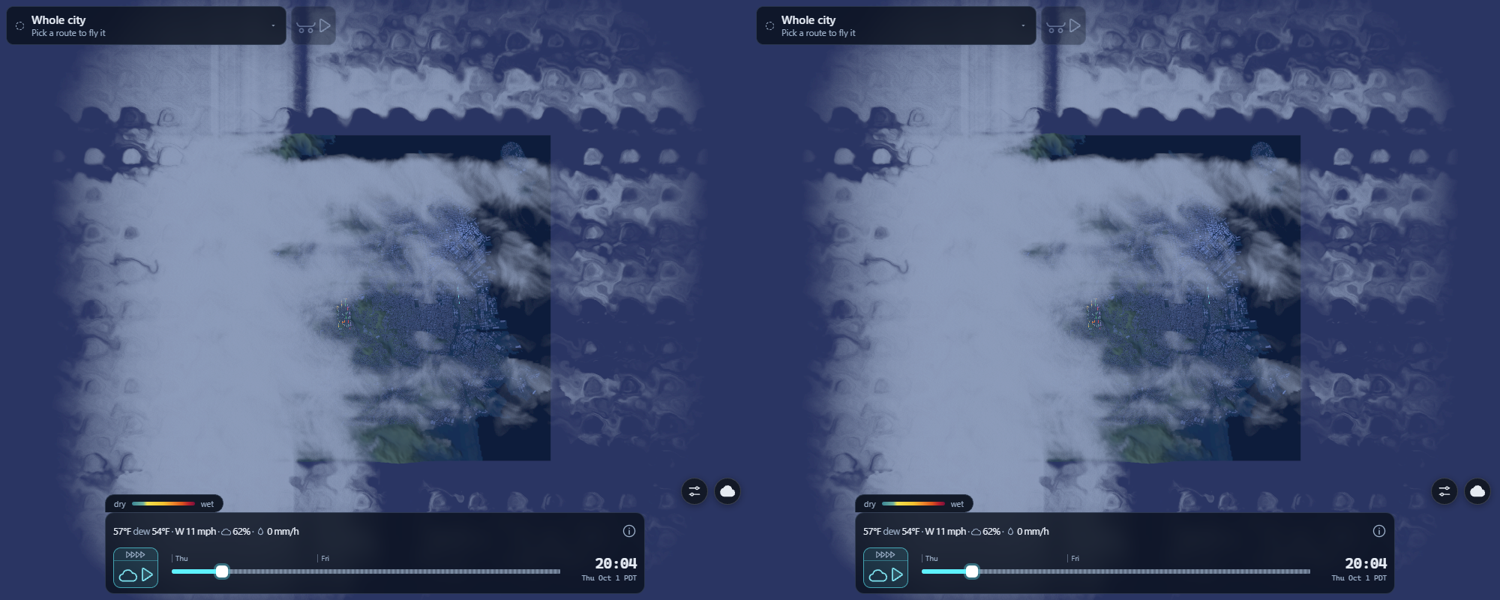 Whole city
Pick a route to fly it
dry wet
57°F dew 54°F · W 11 mph · 62% · 0 mm/h
Thu Fri
20:04
Thu Oct 1 PDT
Whole city
Pick a route to fly it
dry wet
57°F dew 54°F · W 11 mph · 62% · 0 mm/h
Thu Fri
20:04
Thu Oct 1 PDT